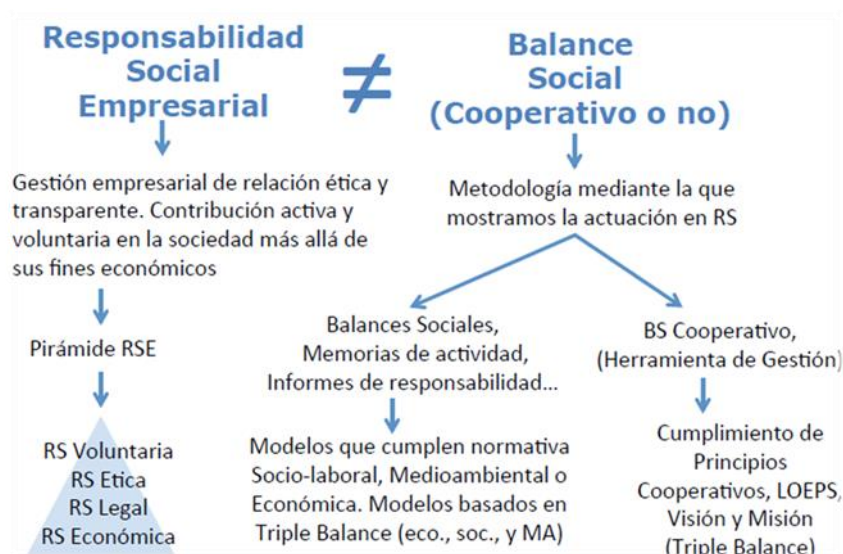 Responsabilidad
Social
Empresarial
≠
Balance
Social
(Cooperativo o no)
Gestión empresarial de relación ética y
transparente. Contribución activa y
voluntaria en la sociedad más allá de
sus fines económicos
Metodología mediante la que
mostramos la actuación en RS
Pirámide RSE
Balances Sociales,
Memorias de actividad,
Informes de responsabilidad...
BS Cooperativo,
(Herramienta de Gestión)
RS Voluntaria
RS Etica
RS Legal
RS Económica
Modelos que cumplen normativa
Socio-laboral, Medioambiental o
Económica. Modelos basados en
Triple Balance (eco., soc., y MA)
Cumplimiento de
Principios
Cooperativos, LOEPS,
Visión y Misión
(Triple Balance)